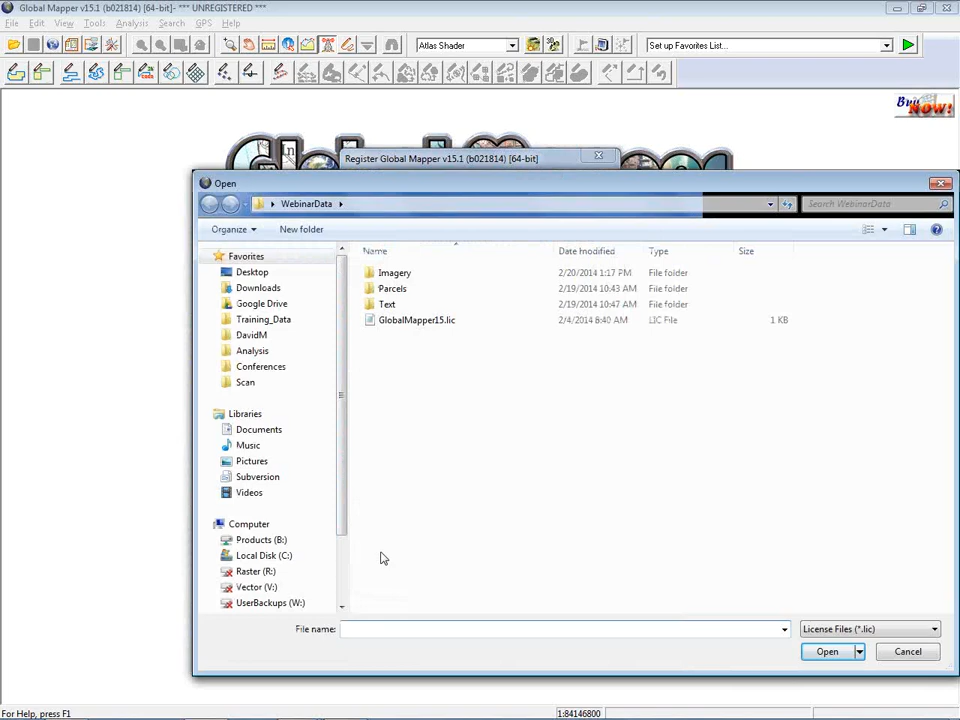 Global Mapper v15.1 (b021814) [64-bit]- *** UNREGISTERED ***
File Edit View Tools Analysis Search GPS Help
Atlas Shader
Set up Favorites List...
Buy NOW!
Register Global Mapper v15.1 (b021814) [64-bit]
Open
WebinarData
Search WebinarData
Organize New folder
Name Date modified Type Size
Favorites
Desktop
Downloads
Google Drive
Training_Data
DavidM
Analysis
Conferences
Scan
Libraries
Documents
Music
Pictures
Subversion
Videos
Computer
Products (B:)
Local Disk (C:)
Raster (R:)
Vector (V:)
UserBackups (W:)
Imagery 2/20/2014 1:17 PM File folder
Parcels 2/19/2014 10:43 AM File folder
Text 2/19/2014 10:47 AM File folder
GlobalMapper15.lic 2/4/2014 8:40 AM LIC File 1 KB
File name: License Files (*.lic)
Open Cancel
For Help, press F1
1:84146800